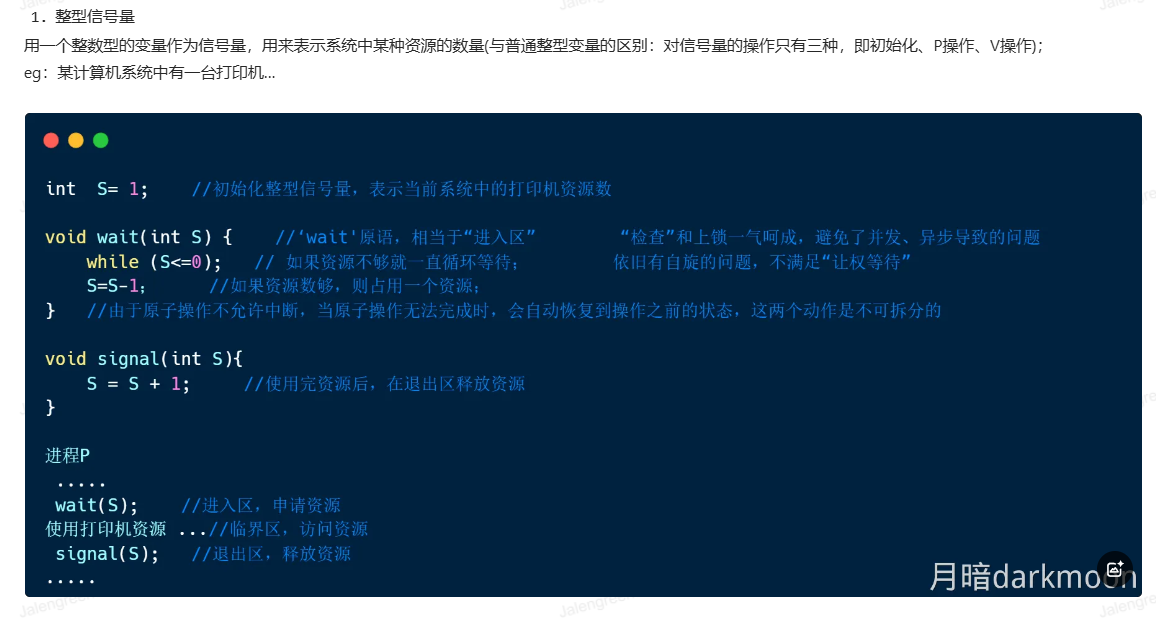 1. 整型信号量
用一个整数型的变量作为信号量，用来表示系统中某种资源的数量(与普通整型变量的区别：对信号量的操作只有三种，即初始化、P操作、V操作)；
eg：某计算机系统中有一台打印机...
int  S= 1;    //初始化整型信号量，表示当前系统中的打印机资源数
void wait(int S) {    //‘wait'原语，相当于“进入区”        “检查”和上锁一气呵成，避免了并发、异步导致的问题
    while (S<=0);   // 如果资源不够就一直循环等待；        依旧有自旋的问题，不满足“让权等待”
    S=S-1；      //如果资源数够，则占用一个资源；
}   //由于原子操作不允许中断，当原子操作无法完成时，会自动恢复到操作之前的状态，这两个动作是不可拆分的
void signal(int S){
    S = S + 1;     //使用完资源后，在退出区释放资源
}
进程P
 .....
 wait(S);    //进入区，申请资源
使用打印机资源 ...//临界区，访问资源
 signal(S);   //退出区，释放资源
.....
月暗darkmoon
Jalengree